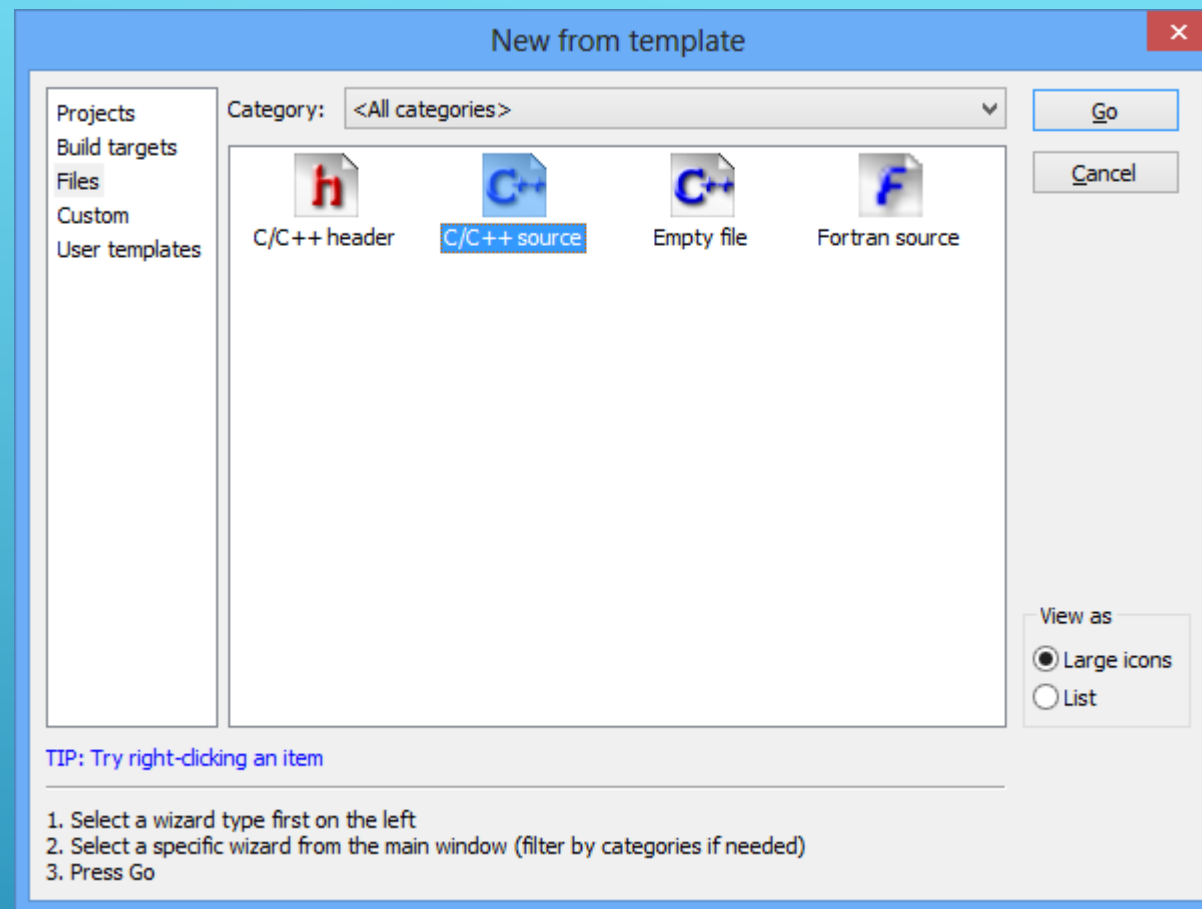 New from template
Projects
Build targets
Files
Custom
User templates
Category: <All categories>
h C++ C++ F
C/C++ header C/C++ source Empty file Fortran source
Go
Cancel
View as
Large icons
List
TIP: Try right-clicking an item
1. Select a wizard type first on the left
2. Select a specific wizard from the main window (filter by categories if needed)
3. Press Go